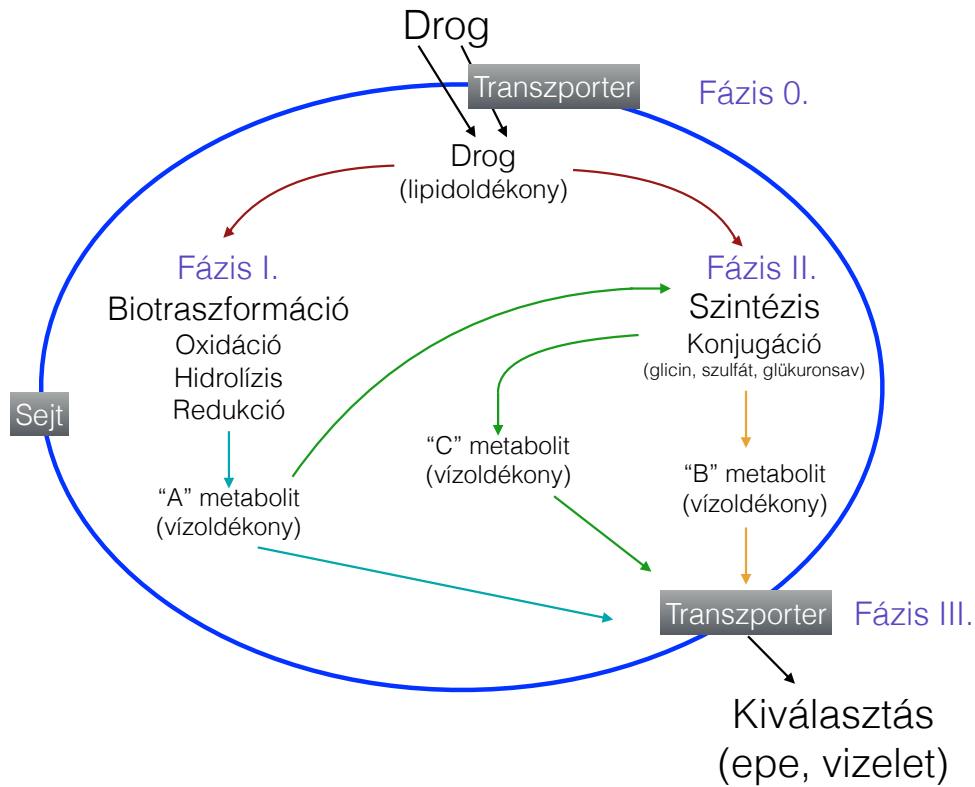 Drog
Transzporter
Fázis 0.
Drog
(lipidoldékony)
Fázis I.
Biotraszformáció
Oxidáció
Hidrolízis
Redukció
Fázis II.
Szintézis
Konjugáció
(glicin, szulfát, glükuronsav)
Sejt
“A” metabolit
(vízoldékony)
“C” metabolit
(vízoldékony)
“B” metabolit
(vízoldékony)
Transzporter
Fázis III.
Kiválasztás
(epe, vizelet)